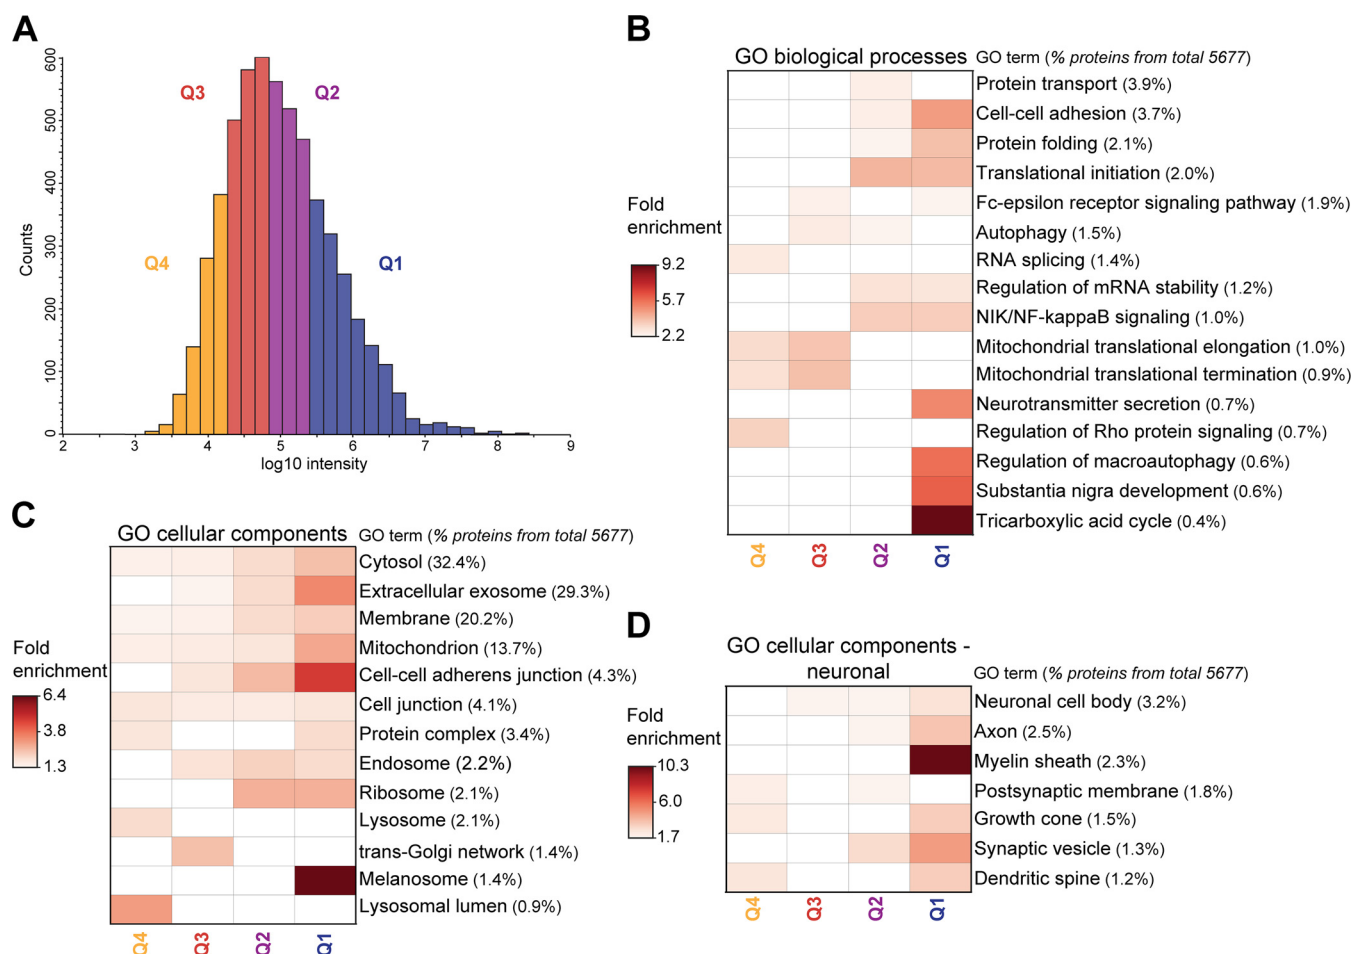 A
Q3
Q2
Q4
Q1
Counts
600
500
400
300
200
100
0
2
3
4
5
6
7
8
9
log10 intensity
B
GO biological processes
GO term (% proteins from total 5677)
Fold
enrichment
9.2
5.7
2.2
Protein transport (3.9%)
Cell-cell adhesion (3.7%)
Protein folding (2.1%)
Translational initiation (2.0%)
Fc-epsilon receptor signaling pathway (1.9%)
Autophagy (1.5%)
RNA splicing (1.4%)
Regulation of mRNA stability (1.2%)
NIK/NF-kappaB signaling (1.0%)
Mitochondrial translational elongation (1.0%)
Mitochondrial translational termination (0.9%)
Neurotransmitter secretion (0.7%)
Regulation of Rho protein signaling (0.7%)
Regulation of macroautophagy (0.6%)
Substantia nigra development (0.6%)
Tricarboxylic acid cycle (0.4%)
Q4
Q3
Q2
Q1
C
GO cellular components
GO term (% proteins from total 5677)
Fold
enrichment
6.4
3.8
1.3
Cytosol (32.4%)
Extracellular exosome (29.3%)
Membrane (20.2%)
Mitochondrion (13.7%)
Cell-cell adherens junction (4.3%)
Cell junction (4.1%)
Protein complex (3.4%)
Endosome (2.2%)
Ribosome (2.1%)
Lysosome (2.1%)
trans-Golgi network (1.4%)
Melanosome (1.4%)
Lysosomal lumen (0.9%)
Q4
Q3
Q2
Q1
D
GO cellular components -
neuronal
GO term (% proteins from total 5677)
Fold
enrichment
10.3
6.0
1.7
Neuronal cell body (3.2%)
Axon (2.5%)
Myelin sheath (2.3%)
Postsynaptic membrane (1.8%)
Growth cone (1.5%)
Synaptic vesicle (1.3%)
Dendritic spine (1.2%)
Q4
Q3
Q2
Q1